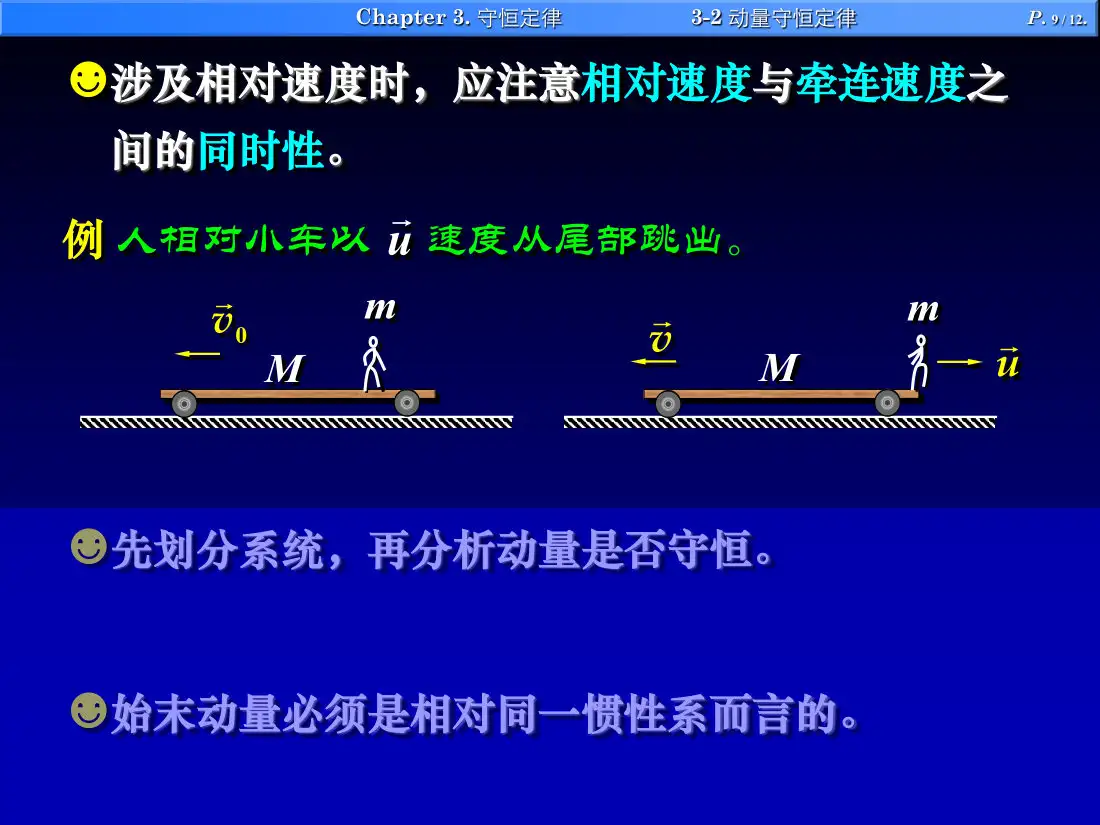 Chapter 3. 守恒定律 3-2 动量守恒定律 P. 9 / 12.
涉及相对速度时，应注意相对速度与牵连速度之
间的同时性。
例 人相对小车以 u⃗ 速度从尾部跳出。
v⃗₀ m M
v⃗ M m u⃗
先划分系统，再分析动量是否守恒。
始末动量必须是相对同一惯性系而言的。